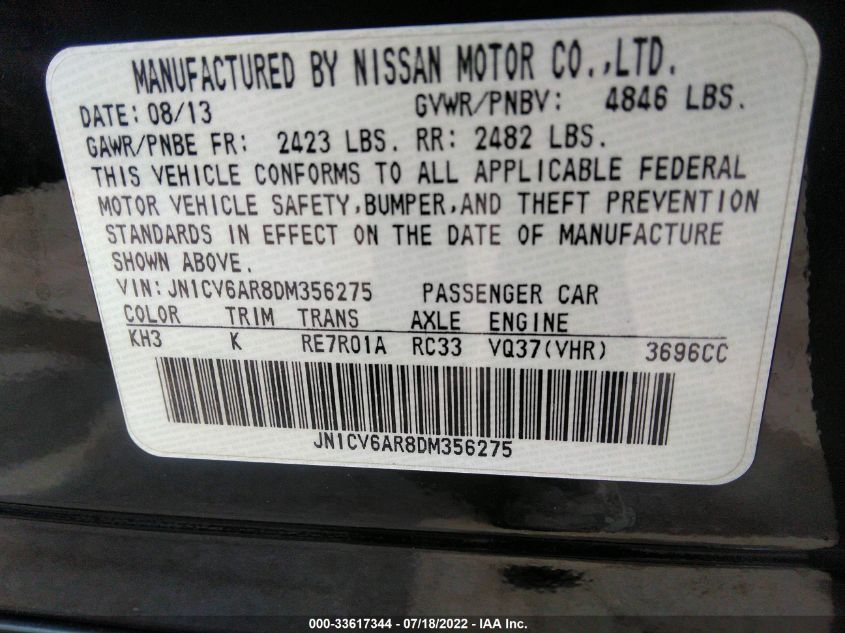 MANUFACTURED BY NISSAN MOTOR CO.,LTD.
DATE: 08/13 GVWR/PNBV: 4846 LBS.
GAWR/PNBE FR: 2423 LBS. RR: 2482 LBS.
THIS VEHICLE CONFORMS TO ALL APPLICABLE FEDERAL
MOTOR VEHICLE SAFETY,BUMPER,AND THEFT PREVENTION
STANDARDS IN EFFECT ON THE DATE OF MANUFACTURE
SHOWN ABOVE.
VIN: JN1CV6AR8DM356275 PASSENGER CAR
COLOR TRIM TRANS AXLE ENGINE
KH3 K RE7R01A RC33 VQ37(VHR) 3696CC
JN1CV6AR8DM356275
000-33617344 - 07/18/2022 - IAA Inc.